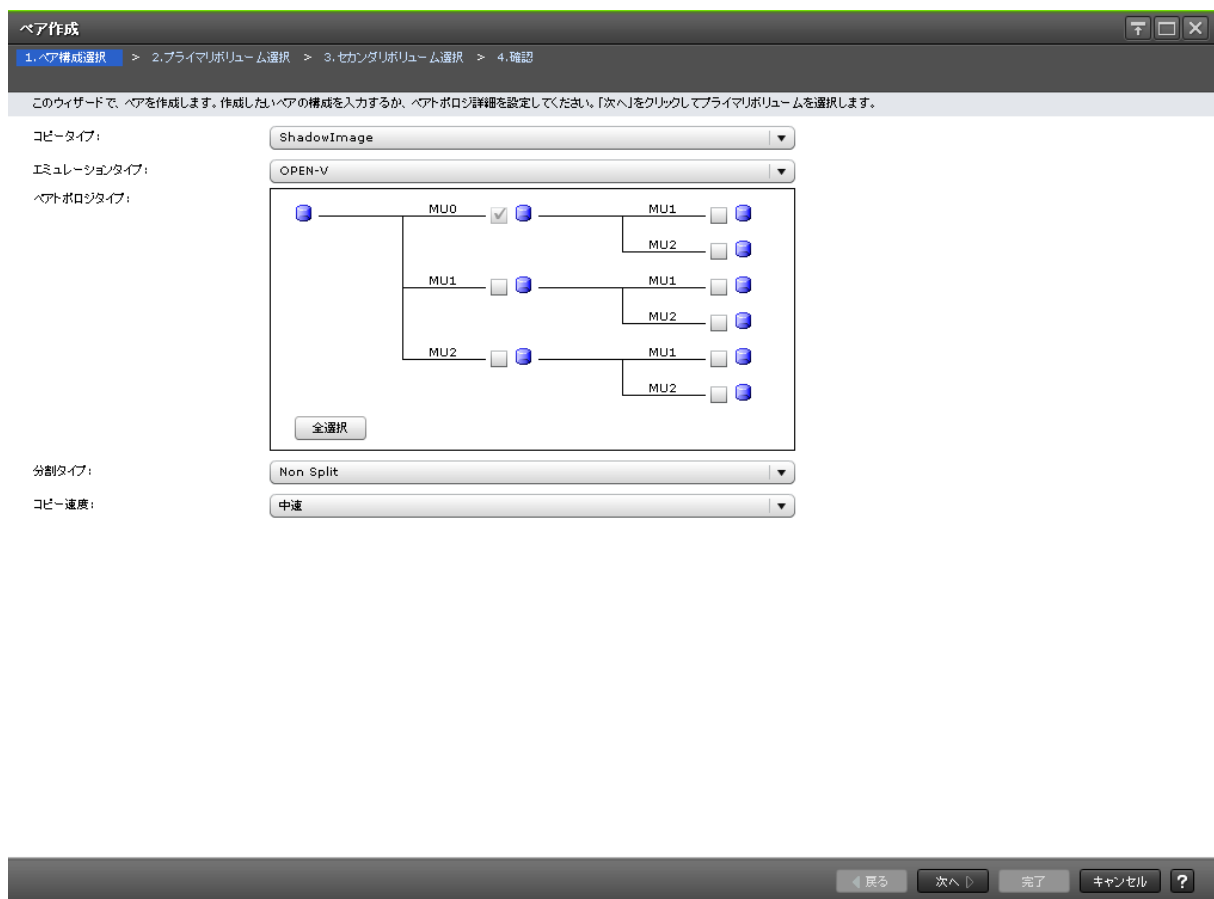 ペア作成
1.ペア構成選択 > 2.プライマリボリューム選択 > 3.セカンダリボリューム選択 > 4.確認
このウィザードで、ペアを作成します。作成したいペアの構成を入力するか、ペアトポロジ詳細を設定してください。「次へ」をクリックしてプライマリボリュームを選択します。
コピータイプ: ShadowImage
エミュレーションタイプ: OPEN-V
ペアトポロジタイプ:
MU0 MU1
MU2
MU1 MU1
MU2
MU2 MU1
MU2
全選択
分割タイプ: Non Split
コピー速度: 中速
戻る 次へ 完了 キャンセル ?